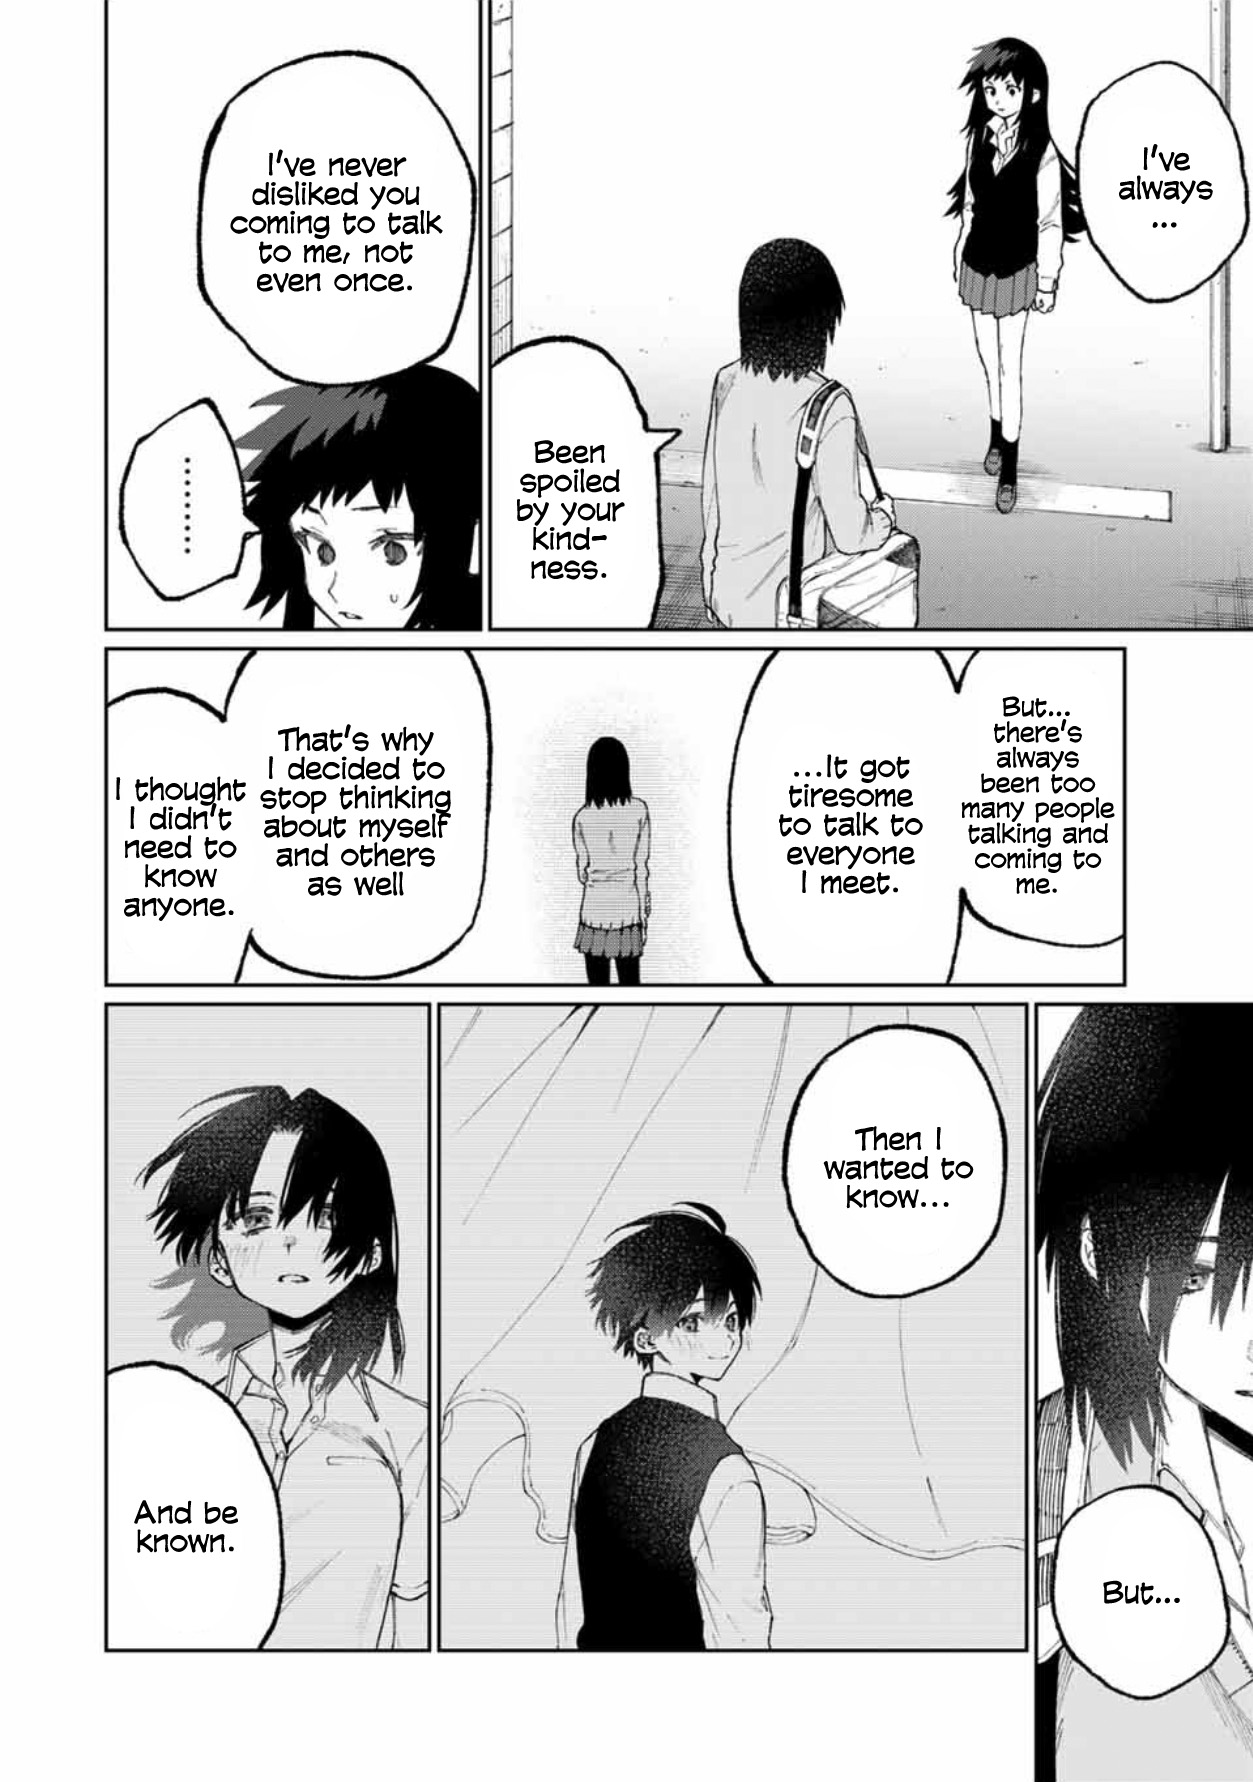 I've
always
...
Been
spoiled
by your
kind-
ness.
I've never
disliked you
coming to talk
to me, not
even once.
.........
But...
there's
always
been too
many people
talking and
coming to
me.
...It got
tiresome
to talk to
everyone
I meet.
That's why
I decided to
stop thinking
about myself
and others
as well
I thought
I didn't
need to
know
anyone.
But...
Then I
wanted to
know...
And be
known.